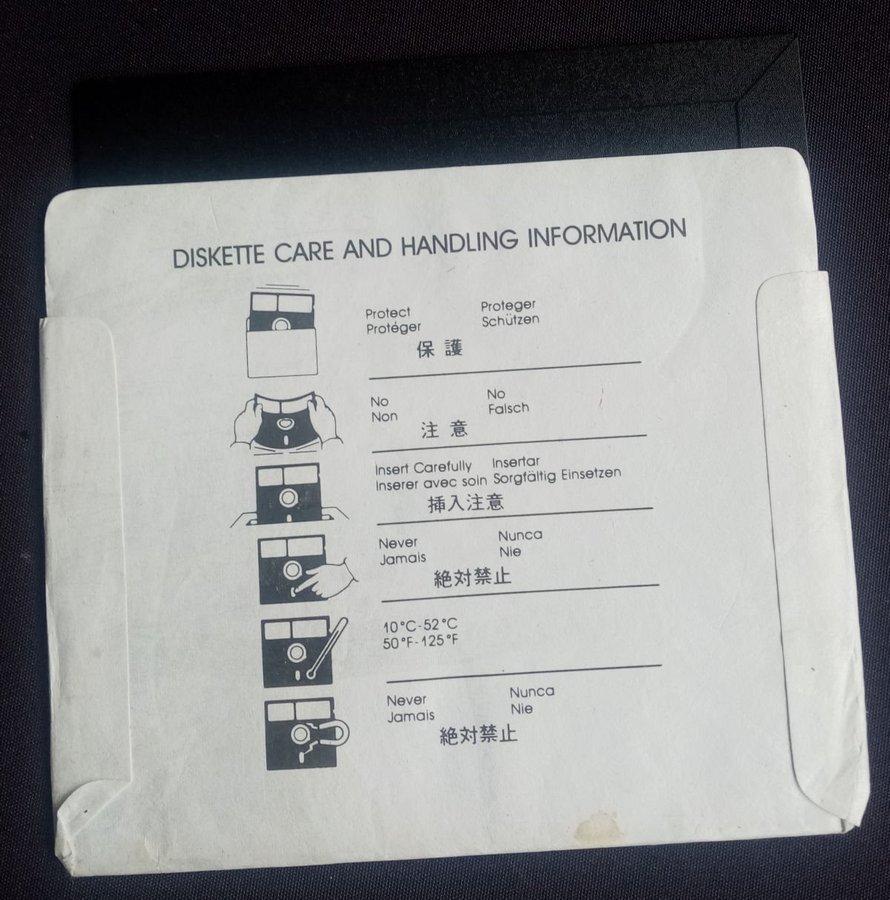 DISKETTE CARE AND HANDLING INFORMATION
Protect Proteger
Protéger Schützen
保護
No No
Non Falsch
注意
Insert Carefully Insertar
Inserer avec soin Sorgfältig Einsetzen
挿入注意
Never Nunca
Jamais Nie
絶対禁止
10°C-52°C
50°F-125°F
Never Nunca
Jamais Nie
絶対禁止